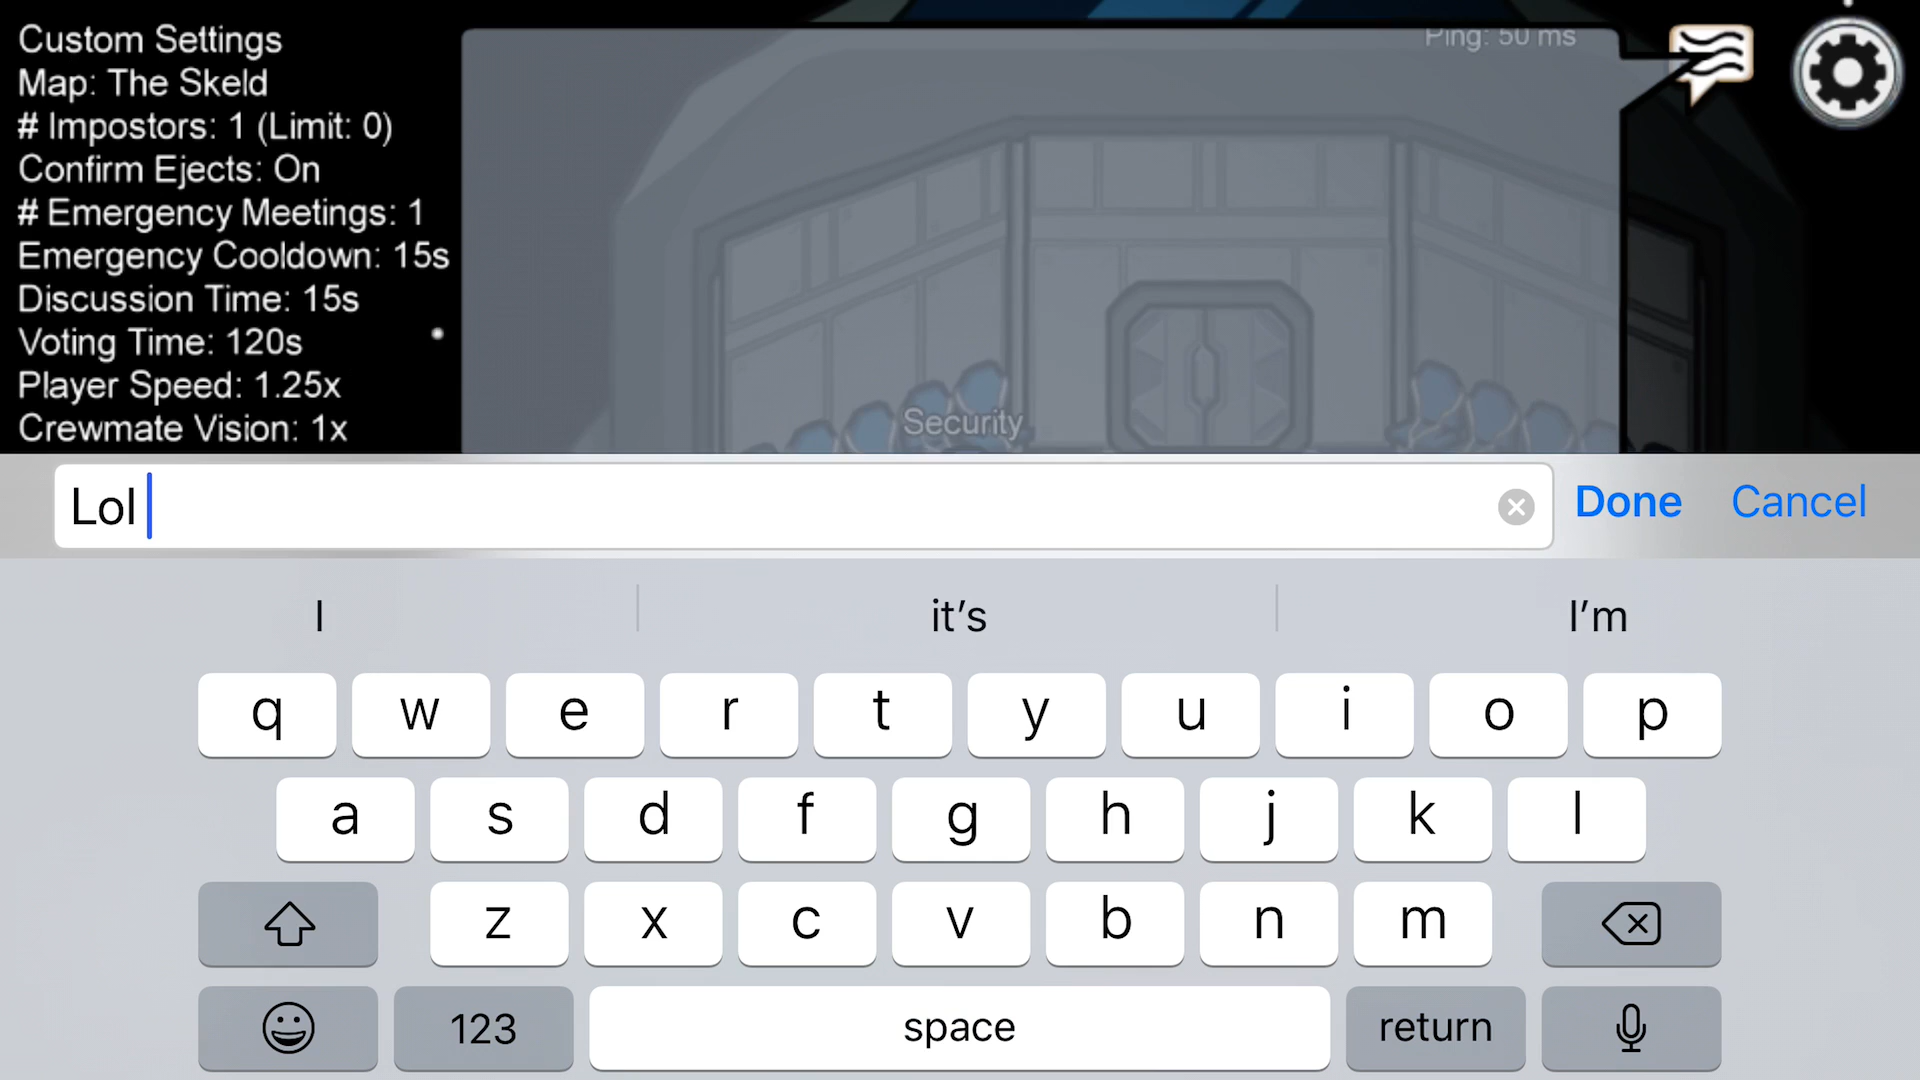 Custom Settings
Map: The Skeld
# Impostors: 1 (Limit: 0)
Confirm Ejects: On
# Emergency Meetings: 1
Emergency Cooldown: 15s
Discussion Time: 15s
Voting Time: 120s
Player Speed: 1.25x
Crewmate Vision: 1x
Ping: 50 ms
Security
Lol
Done Cancel
I it’s I’m
q w e r t y u i o p
a s d f g h j k l
z x c v b n m
123 space return